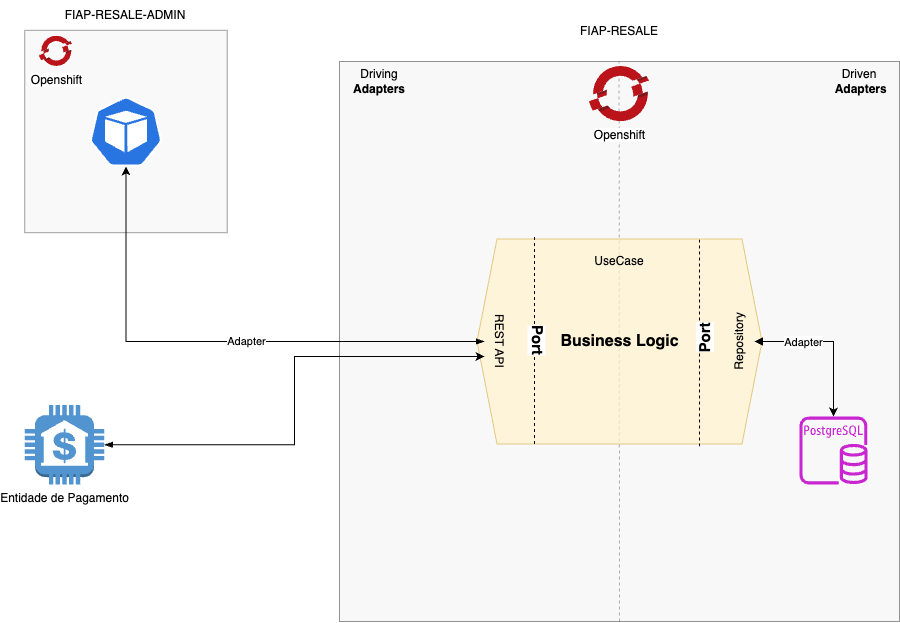 FIAP-RESALE-ADMIN
Openshift
FIAP-RESALE
Driving
Adapters
Openshift
Driven
Adapters
UseCase
REST API
Port
Business Logic
Port
Repository
Adapter
Adapter
PostgreSQL
$
Entidade de Pagamento